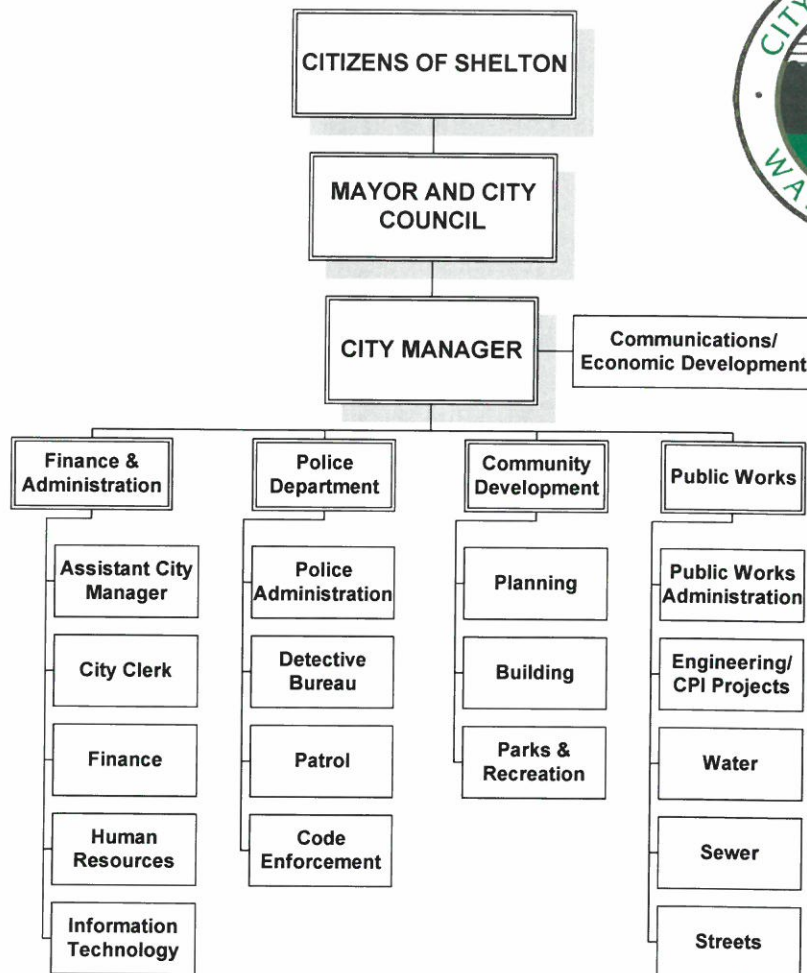 CITY
WA
CITIZENS OF SHELTON
MAYOR AND CITY
COUNCIL
CITY MANAGER
Communications/
Economic Development
Finance &
Administration
Assistant City
Manager
City Clerk
Finance
Human
Resources
Information
Technology
Police
Department
Police
Administration
Detective
Bureau
Patrol
Code
Enforcement
Community
Development
Planning
Building
Parks &
Recreation
Public Works
Public Works
Administration
Engineering/
CPI Projects
Water
Sewer
Streets